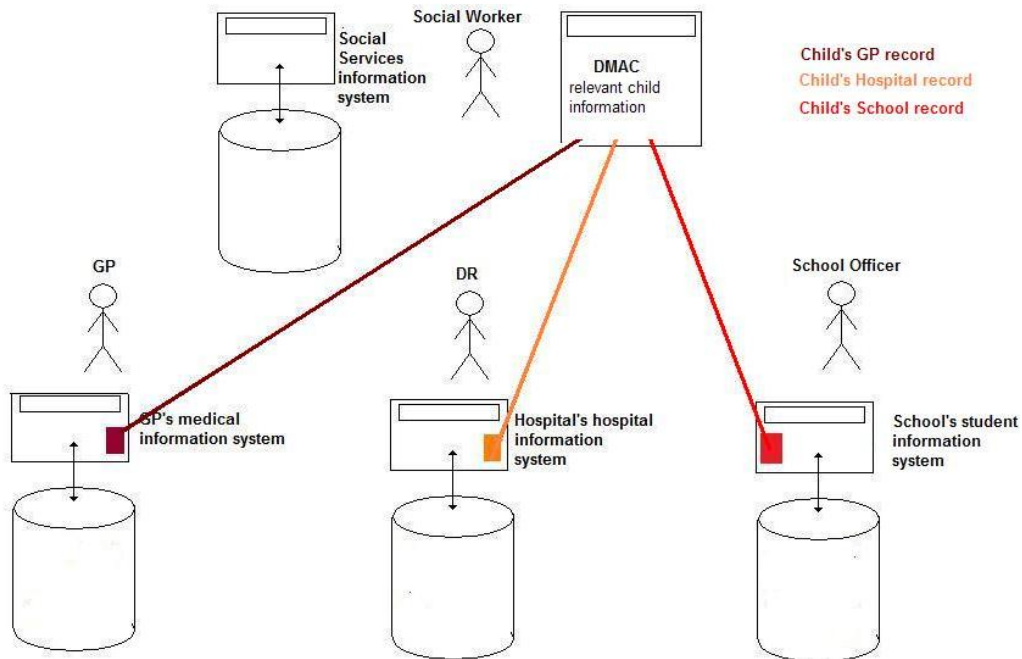 Social Worker
Social
Services
information
system
DMAC
relevant child
information
Child's GP record
Child's Hospital record
Child's School record
GP
DR
School Officer
GP's medical
information system
Hospital's hospital
information
system
School's student
information
system